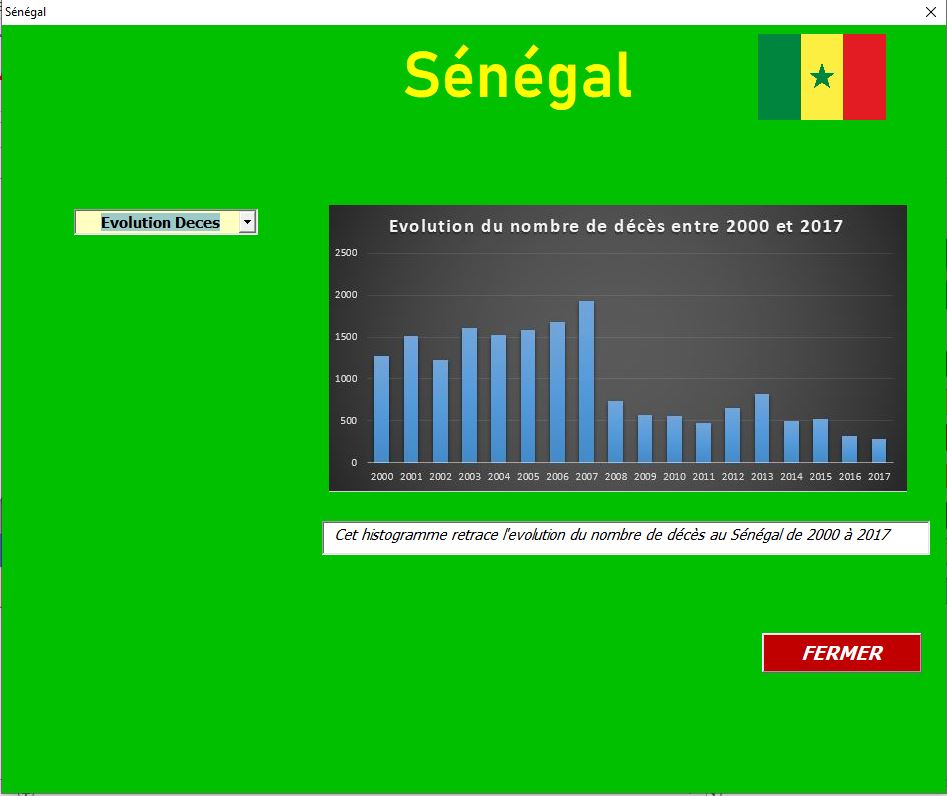 Sénégal
Sénégal
Evolution Deces
Evolution du nombre de décès entre 2000 et 2017
2500
2000
1500
1000
500
0
2000 2001 2002 2003 2004 2005 2006 2007 2008 2009 2010 2011 2012 2013 2014 2015 2016 2017
Cet histogramme retrace l'evolution du nombre de décès au Sénégal de 2000 à 2017
FERMER